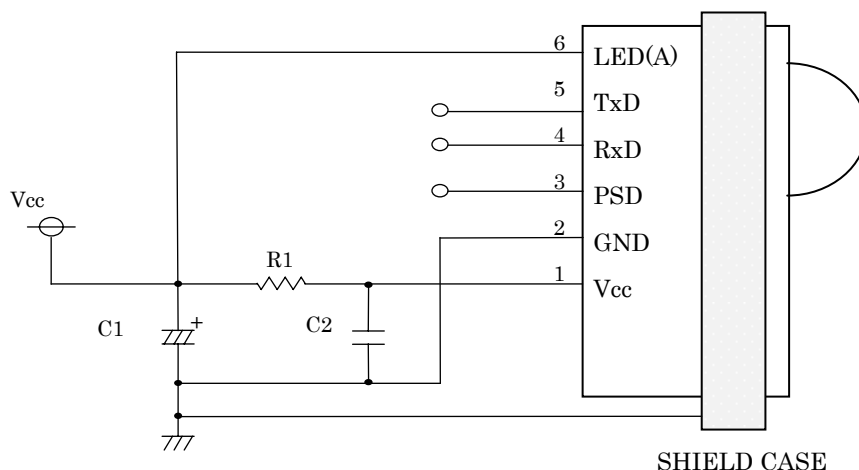 6 LED(A)
5 TxD
4 RxD
3 PSD
2 GND
1 Vcc
Vcc
R1
C1 +
C2
SHIELD CASE